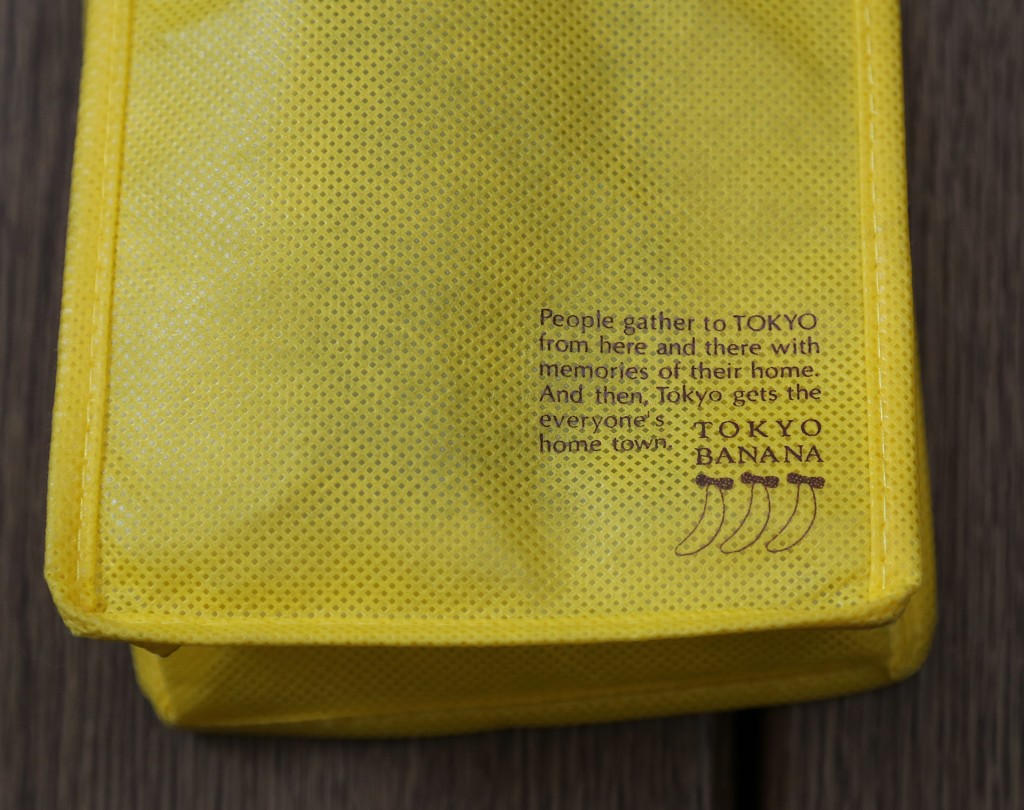 People gather to TOKYO
from here and there with
memories of their home.
And then, Tokyo gets the
everyone's
home town.
TOKYO
BANANA